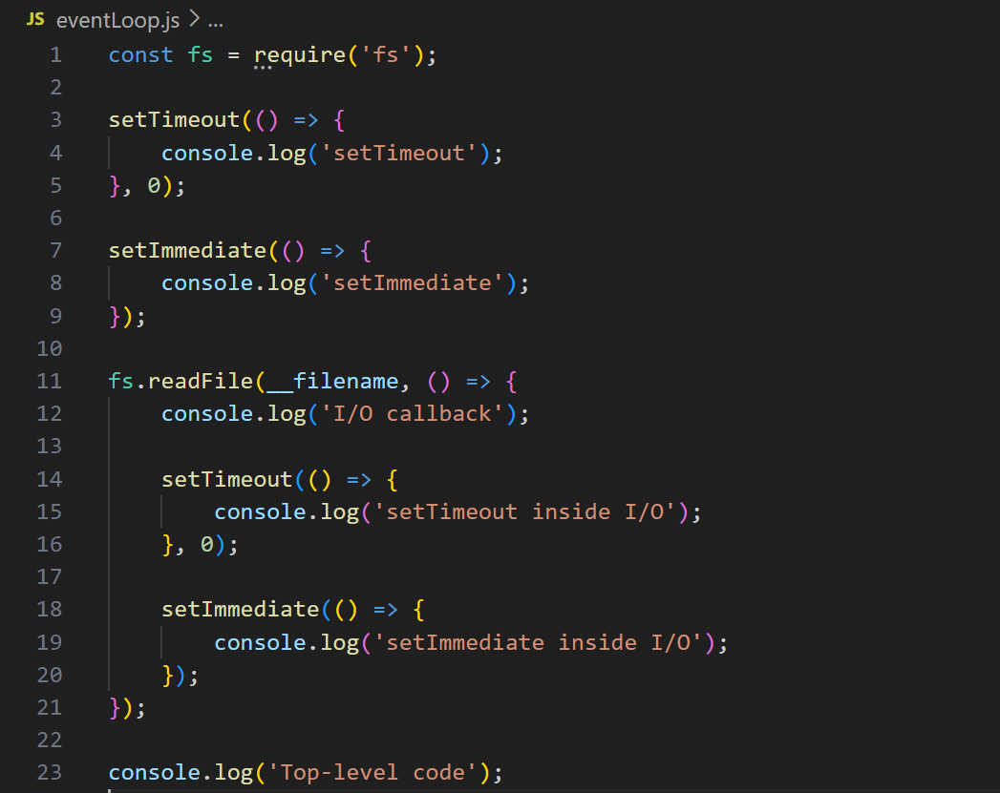 JS eventLoop.js > ...
1 const fs = require('fs');
2
3 setTimeout(() => {
4     console.log('setTimeout');
5 }, 0);
6
7 setImmediate(() => {
8     console.log('setImmediate');
9 });
10
11 fs.readFile(__filename, () => {
12     console.log('I/O callback');
13
14     setTimeout(() => {
15         console.log('setTimeout inside I/O');
16     }, 0);
17
18     setImmediate(() => {
19         console.log('setImmediate inside I/O');
20     });
21 });
22
23 console.log('Top-level code');